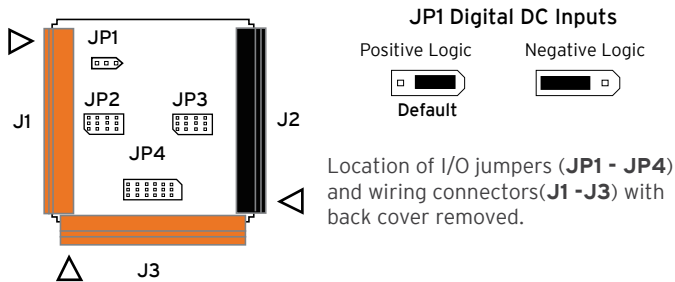 JP1
JP2
JP3
JP4
J1
J2
J3
JP1 Digital DC Inputs
Positive Logic
Negative Logic
Default
Location of I/O jumpers (JP1 - JP4)
and wiring connectors(J1 -J3) with
back cover removed.